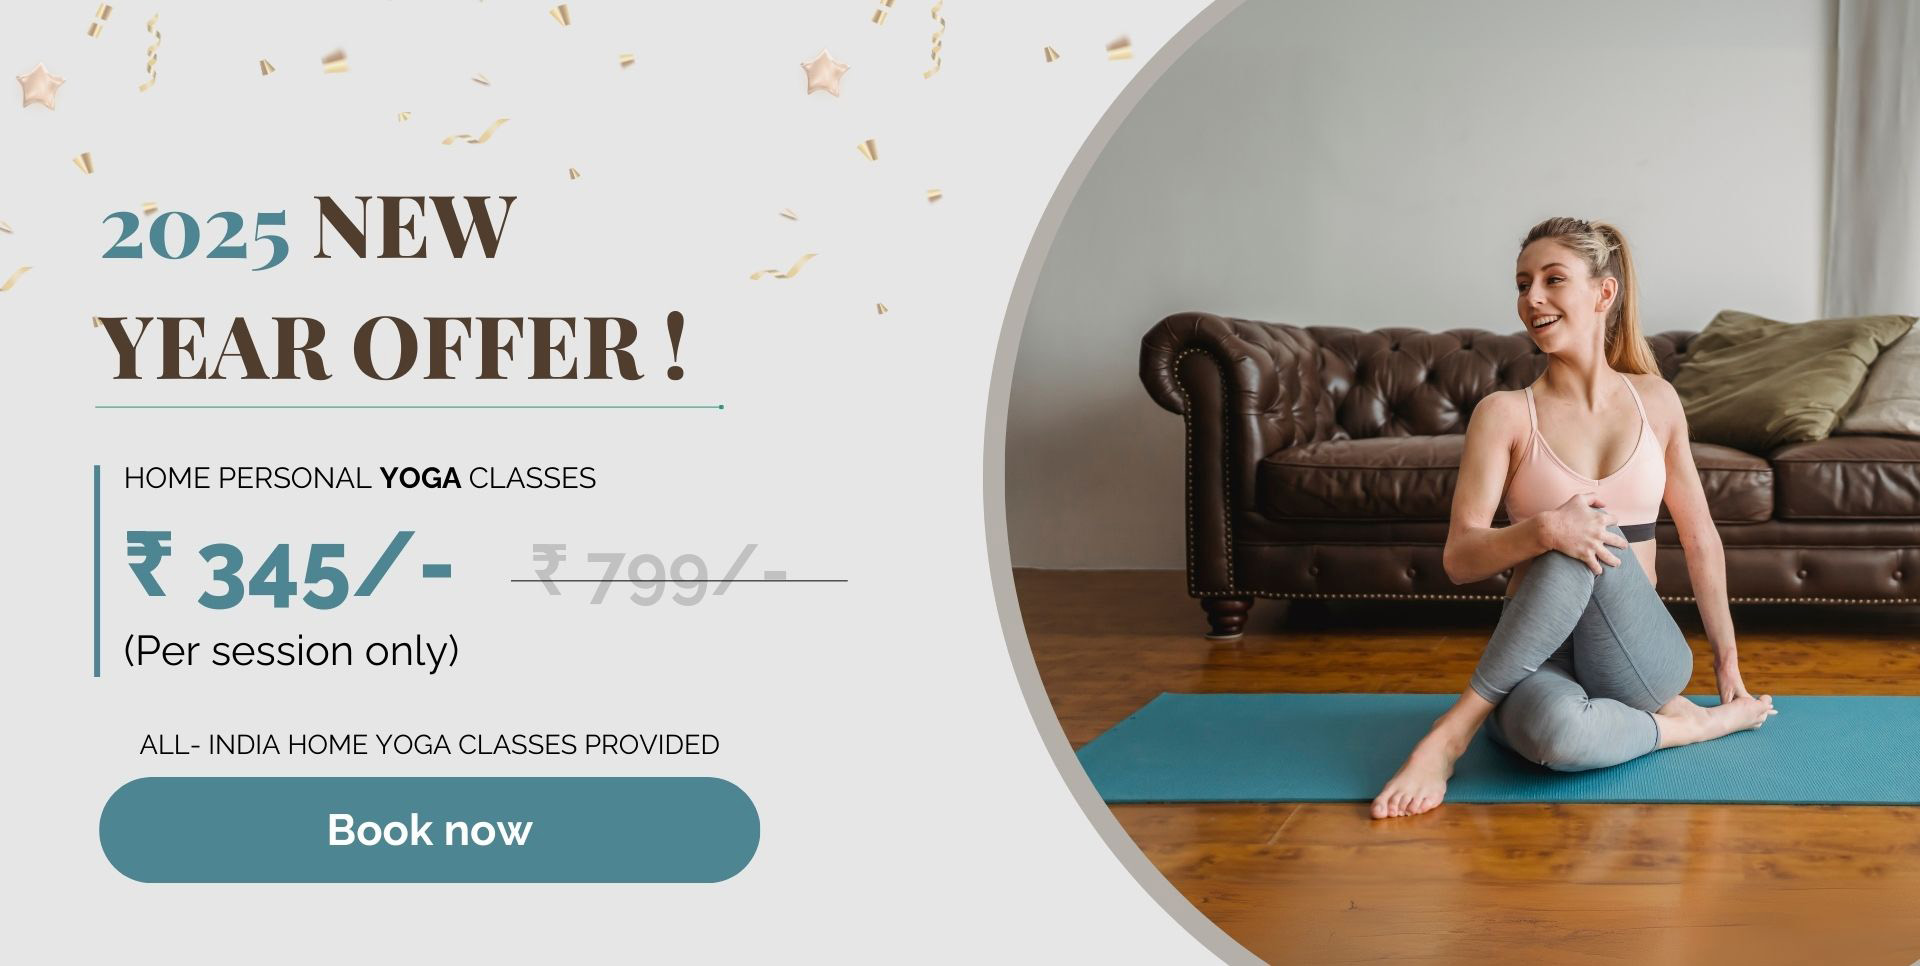 2025 NEW
YEAR OFFER !
HOME PERSONAL YOGA CLASSES
₹ 345/- ₹ 799/-
(Per session only)
ALL- INDIA HOME YOGA CLASSES PROVIDED
Book now